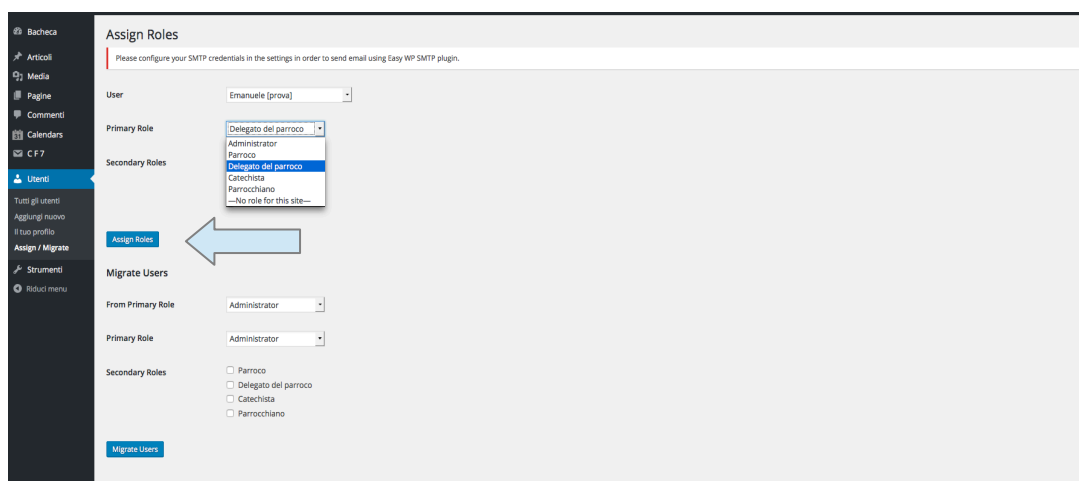 Bacheca
Articoli
Media
Pagine
Commenti
31 Calendars
CF7
Utenti
Tutti gli utenti
Aggiungi nuovo
Il tuo profilo
Assign / Migrate
Strumenti
Riduci menu
Assign Roles
Please configure your SMTP credentials in the settings in order to send email using Easy WP SMTP plugin.
User Emanuele [prova]
Primary Role Delegato del parroco
Administrator
Parroco
Delegato del parroco
Catechista
Parrocchiano
—No role for this site—
Secondary Roles
Assign Roles
Migrate Users
From Primary Role Administrator
Primary Role Administrator
Secondary Roles Parroco
Delegato del parroco
Catechista
Parrocchiano
Migrate Users